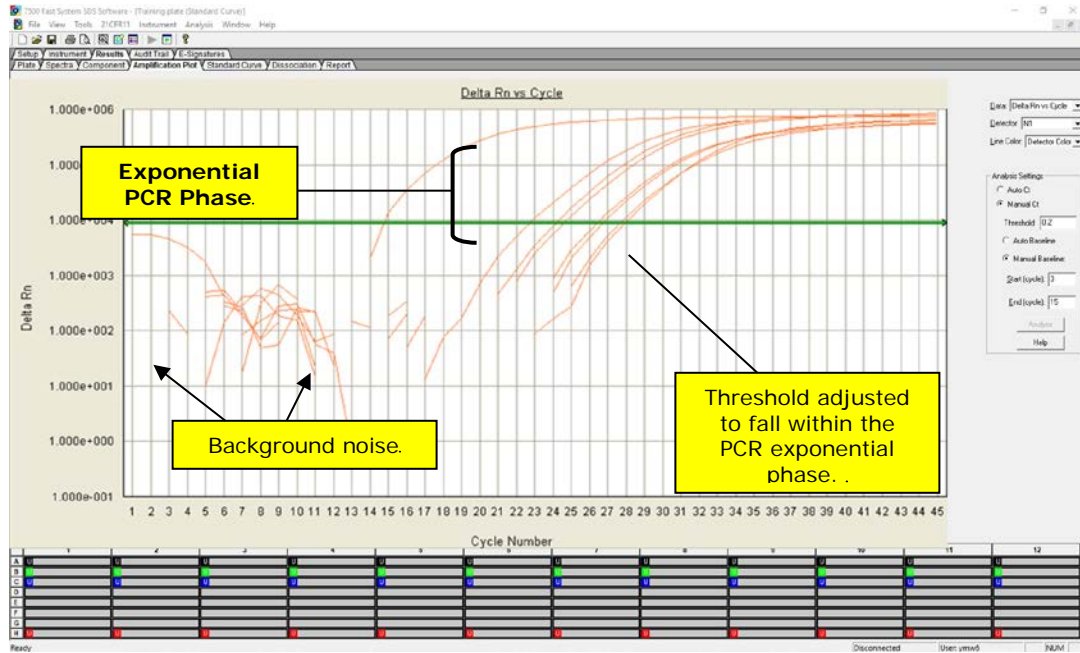 7500 Fast System SDS Software - [Training plate (Standard Curve)]
File View Tools 21CFR11 Instrument Analysis Window Help
Setup Instrument Results Audit Trail E-Signatures
Plate Spectra Component Amplification Plot Standard Curve Dissociation Report
Delta Rn vs Cycle
Data: Delta Rn vs Cycle
Detector: N1
Line Color: Detector Color
Analysis Settings
Auto Ct
Manual Ct
Threshold: 0.2
Auto Baseline
Manual Baseline:
Start (cycle): 3
End (cycle): 15
Analyze
Help
1.000e+006
1.000
1.000e+004
1.000e+003
1.000e+002
1.000e+001
1.000e+000
1.000e-001
Delta Rn
Exponential
PCR Phase.
Background noise.
Threshold adjusted
to fall within the
PCR exponential
phase. .
1 2 3 4 5 6 7 8 9 10 11 12 13 14 15 16 17 18 19 20 21 22 23 24 25 26 27 28 29 30 31 32 33 34 35 36 37 38 39 40 41 42 43 44 45
Cycle Number
1 2 3 4 5 6 7 8 9 10 11 12
A U U U U U U U U U U U U
B
C U U U U U U U U U U U U
D
E
F
G
H U U U U U U U U U U U U
Ready
Disconnected
User: ymw5
NUM